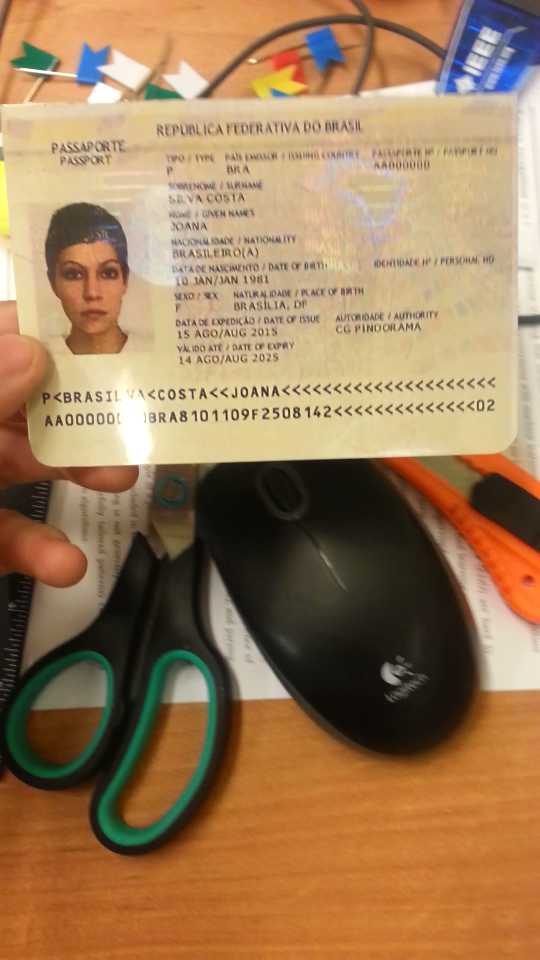 IEEE
REPÚBLICA FEDERATIVA DO BRASIL
PASSAPORTE
PASSPORT
TIPO / TYPE PAÍS EMISSOR / ISSUING COUNTRY PASSAPORTE Nº / PASSPORT NO
P BRA AA000000
SOBRENOME / SURNAME
SILVA COSTA
NOME / GIVEN NAMES
JOANA
NACIONALIDADE / NATIONALITY
BRASILEIRO(A)
DATA DE NASCIMENTO / DATE OF BIRTH IDENTIDADE Nº / PERSONAL NO
10 JAN/JAN 1981
SEXO / SEX NATURALIDADE / PLACE OF BIRTH
F BRASÍLIA, DF
DATA DE EXPEDIÇÃO / DATE OF ISSUE AUTORIDADE / AUTHORITY
15 AGO/AUG 2015 CG PINDORAMA
VÁLIDO ATÉ / DATE OF EXPIRY
14 AGO/AUG 2025
P<BRASILVA<COSTA<<JOANA<<<<<<<<<<<<<<<<<<<<<
AA000000 0BRA8101109F2508142<<<<<<<<<<<<<<02
Logitech